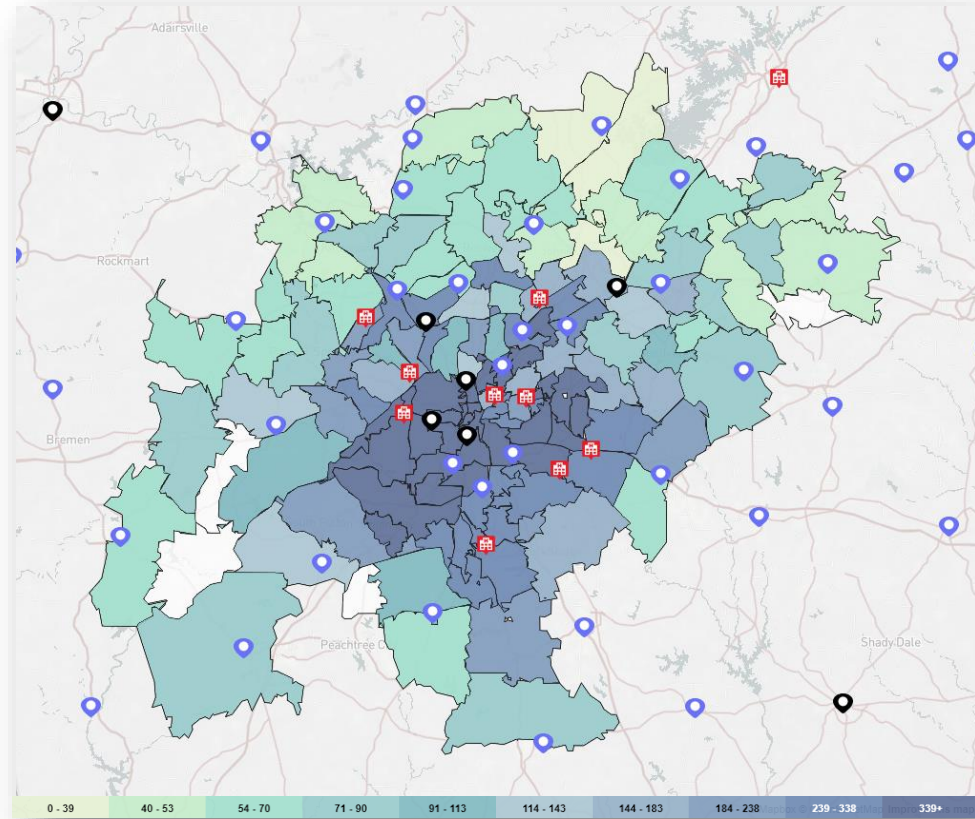 Adairsville
Rockmart
Bremen
Peachtree C
Shady Dale
0 - 39
40 - 53
54 - 70
71 - 90
91 - 113
114 - 143
144 - 183
184 - 238
239 - 338
339+